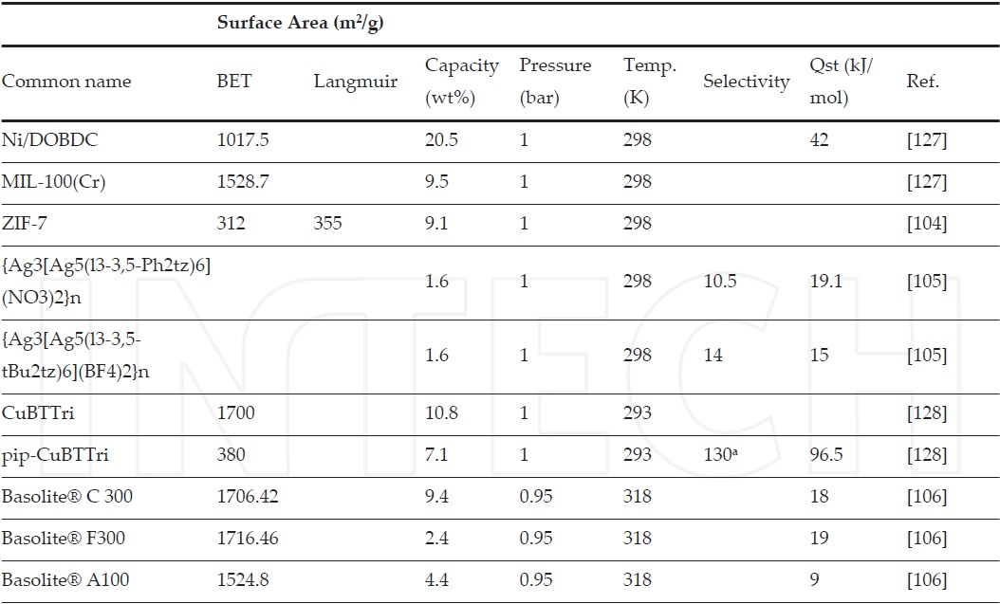 Surface Area (m²/g)
Common name BET Langmuir Capacity (wt%) Pressure (bar) Temp. (K) Selectivity Qst (kJ/mol) Ref.
Ni/DOBDC 1017.5 20.5 1 298 42 [127]
MIL-100(Cr) 1528.7 9.5 1 298 [127]
ZIF-7 312 355 9.1 1 298 [104]
{Ag3[Ag5(l3-3,5-Ph2tz)6]
(NO3)2}n 1.6 1 298 10.5 19.1 [105]
{Ag3[Ag5(l3-3,5-
tBu2tz)6](BF4)2}n 1.6 1 298 14 15 [105]
CuBTTri 1700 10.8 1 293 [128]
pip-CuBTTri 380 7.1 1 293 130ᵃ 96.5 [128]
Basolite® C 300 1706.42 9.4 0.95 318 18 [106]
Basolite® F300 1716.46 2.4 0.95 318 19 [106]
Basolite® A100 1524.8 4.4 0.95 318 9 [106]
INTECH